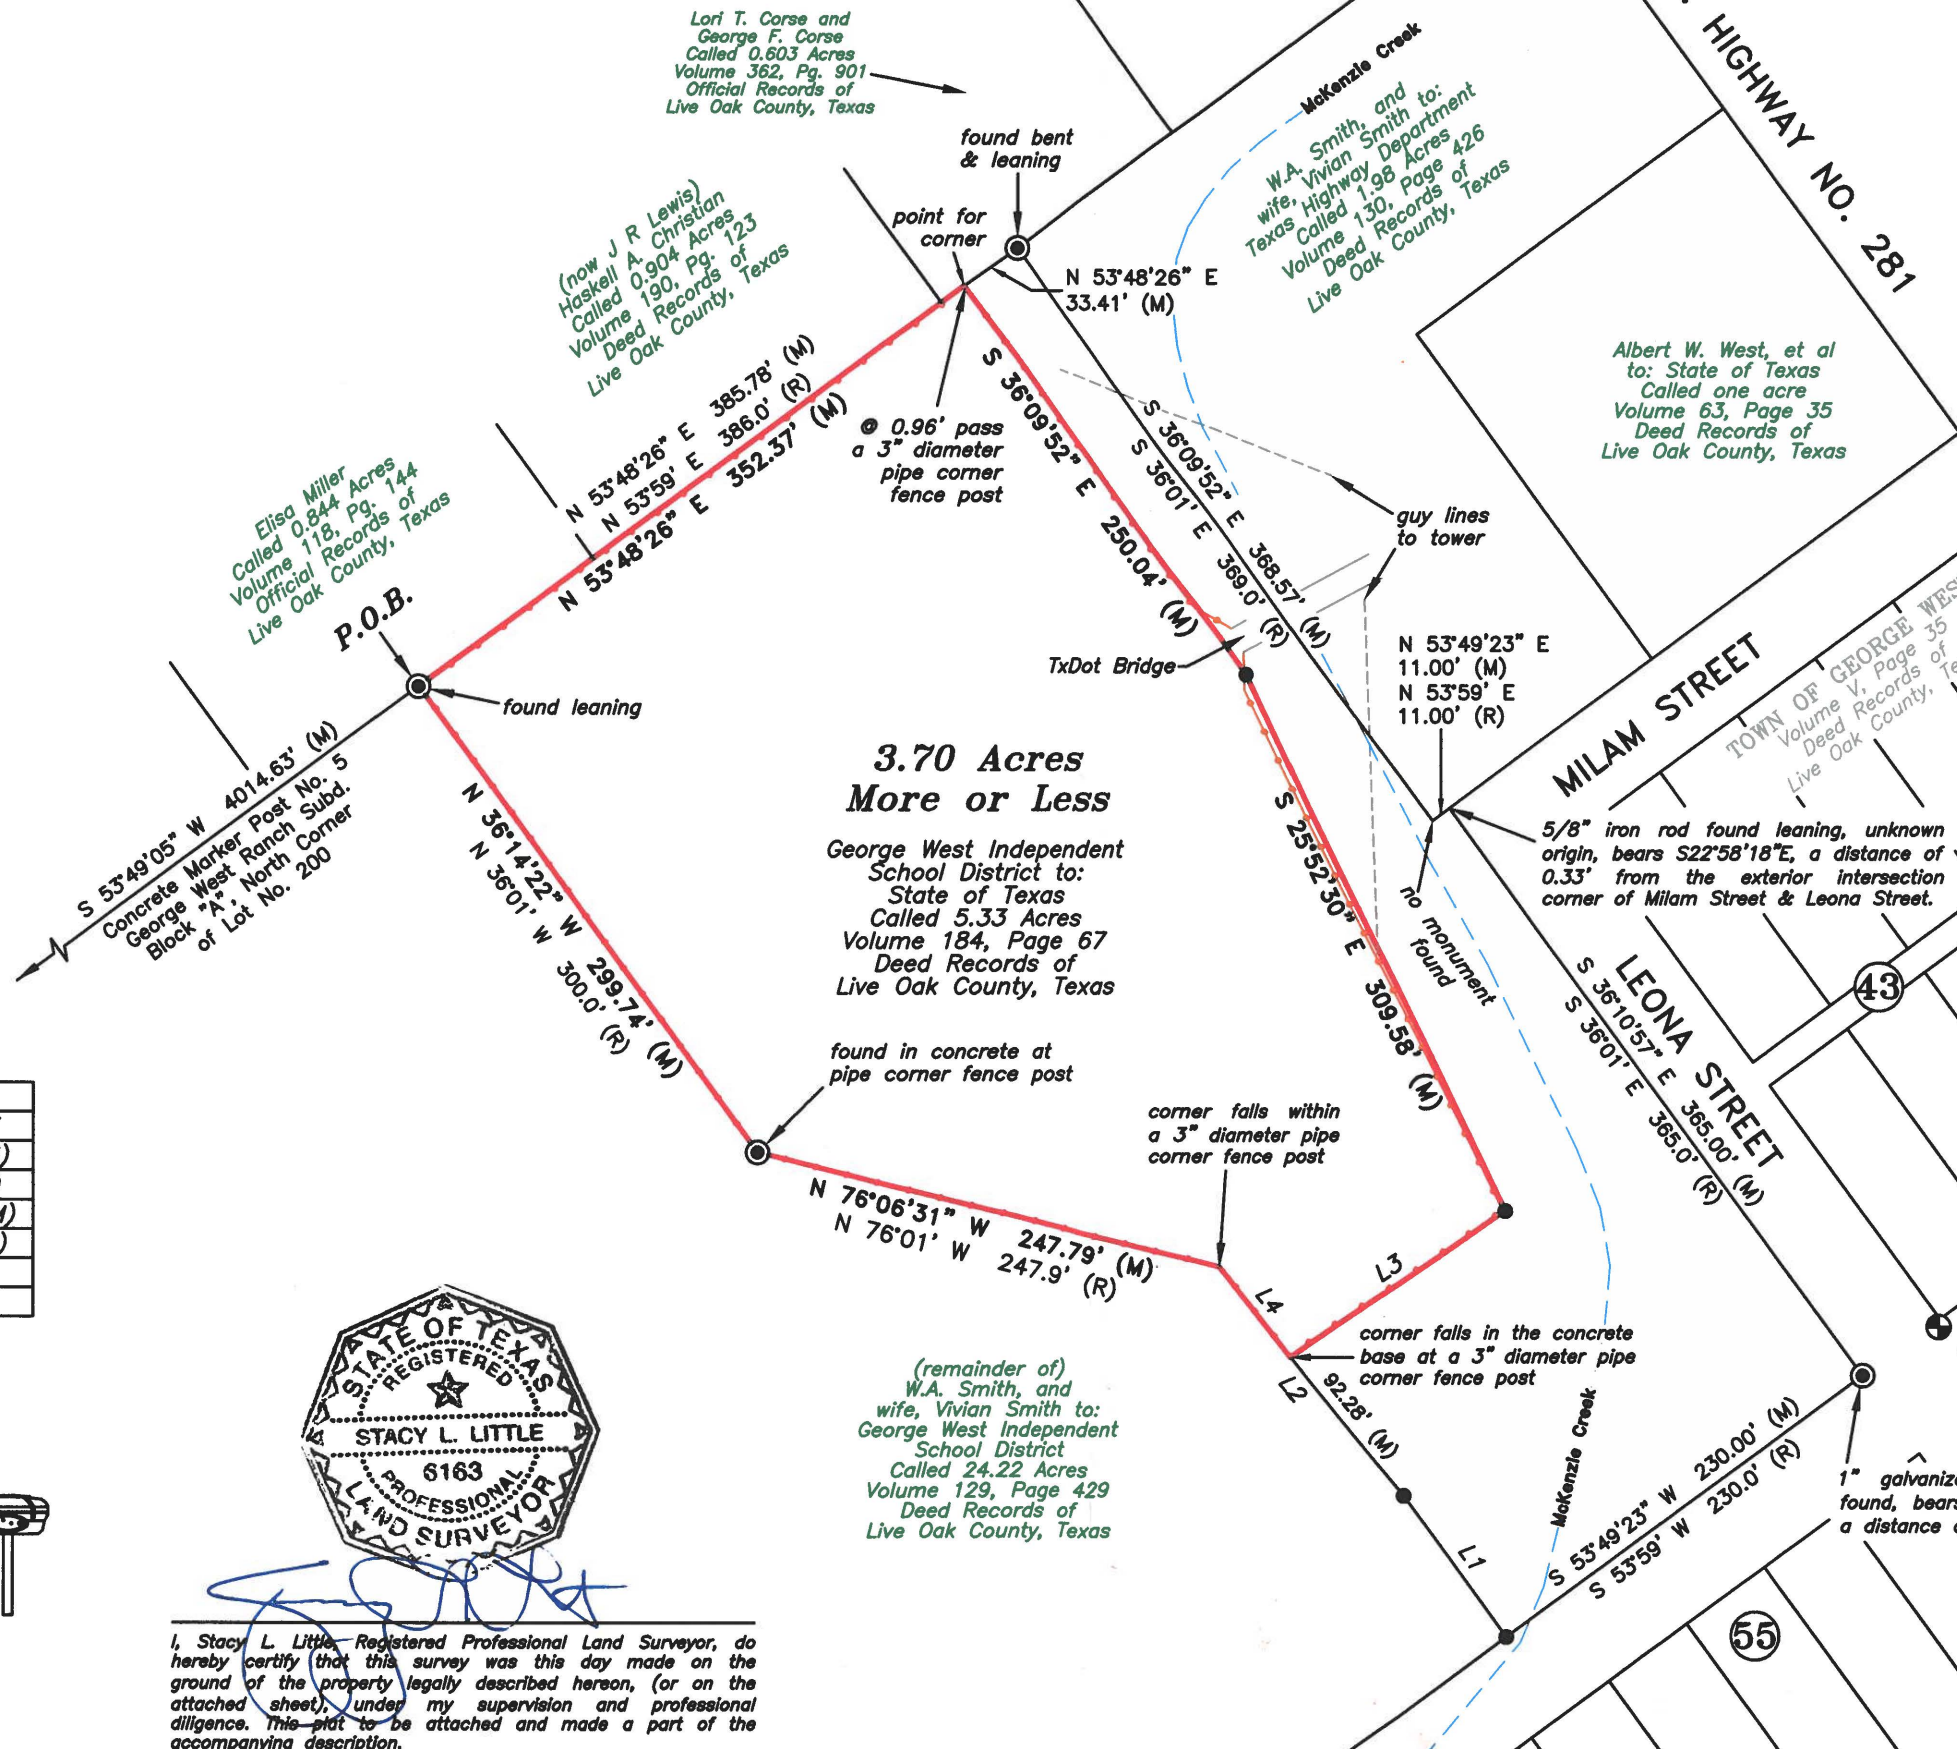 Lori T. Corse and
George F. Corse
Called 0.603 Acres
Volume 362, Pg. 901
Official Records of
Live Oak County, Texas
found bent
& leaning
point for
corner
McKenzie Creek
W.A. Smith, and
wife, Vivian Smith to:
Texas Highway Department
Called 1.98 Acres
Volume 130, Page 426
Deed Records of
Live Oak County, Texas
HIGHWAY NO. 281
(now J R Lewis)
Haskell A. Christian
Called 0.904 Acres
Volume 190, Pg. 123
Deed Records of
Live Oak County, Texas
N 53°48'26" E
33.41' (M)
Albert W. West, et al
to: State of Texas
Called one acre
Volume 63, Page 35
Deed Records of
Live Oak County, Texas
N 53°48'26" E 385.78' (M)
N 53°59' E 386.0' (R)
N 53°48'26" E 352.37' (M)
@ 0.96' pass
a 3" diameter
pipe corner
fence post
S 36°09'52" E 250.04' (M)
S 36°09'52" E 368.57' (M)
S 36°01' E 369.0' (R)
guy lines
to tower
Elisa Miller
Called 0.844 Acres
Volume 118, Pg. 144
Official Records of
Live Oak County, Texas
P.O.B.
found leaning
TxDot Bridge
N 53°49'23" E
11.00' (M)
N 53°59' E
11.00' (R)
MILAM STREET
TOWN OF GEORGE WES
Volume V, Page 35
Deed Records of
Live Oak County, Te
S 53°49'05" W 4014.63' (M)
Concrete Marker Post No. 5
George West Ranch Subd.
Block "A", North Corner
of Lot No. 200
3.70 Acres
More or Less
George West Independent
School District to:
State of Texas
Called 5.33 Acres
Volume 184, Page 67
Deed Records of
Live Oak County, Texas
N 36°14'22" W 299.74' (M)
N 36°01' W 300.0' (R)
S 25°52'30" E 309.58' (M)
no monument
found
5/8" iron rod found leaning, unknown
origin, bears S22°58'18"E, a distance of
0.33' from the exterior intersection
corner of Milam Street & Leona Street.
43
LEONA STREET
S 36°10'57" E 365.00' (M)
S 36°01' E 365.0' (R)
found in concrete at
pipe corner fence post
corner falls within
a 3" diameter pipe
corner fence post
N 76°06'31" W 247.79' (M)
N 76°01' W 247.9' (R)
L4
L3
corner falls in the concrete
base at a 3" diameter pipe
corner fence post
L2
92.28' (M)
L1
McKenzie Creek
S 53°49'23" W 230.00' (M)
S 53°59' W 230.0' (R)
1" galvaniz
found, bear
a distance
55
(remainder of)
W.A. Smith, and
wife, Vivian Smith to:
George West Independent
School District
Called 24.22 Acres
Volume 129, Page 429
Deed Records of
Live Oak County, Texas
STATE OF TEXAS
REGISTERED
STACY L. LITTLE
6163
PROFESSIONAL
LAND SURVEYOR
I, Stacy L. Little, Registered Professional Land Surveyor, do
hereby certify that this survey was this day made on the
ground of the property legally described hereon, (or on the
attached sheet), under my supervision and professional
diligence. This plat to be attached and made a part of the
accompanying description.